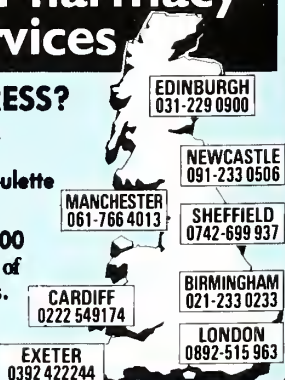 vices
ESS?
ulette
00
of
s.
EDINBURGH
031-229 0900
NEWCASTLE
091-233 0506
MANCHESTER
061-766 4013
SHEFFIELD
0742-699 937
BIRMINGHAM
021-233 0233
CARDIFF
0222 549174
LONDON
0892-515 963
EXETER
0392 422244